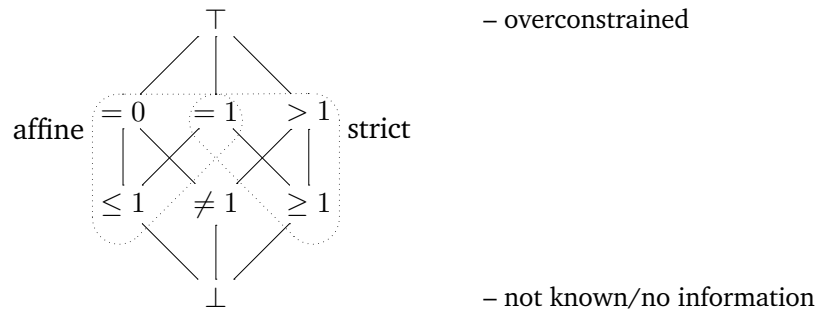 ⊤ – overconstrained
= 0 = 1 > 1
affine strict
≤ 1 ≠ 1 ≥ 1
⊥ – not known/no information